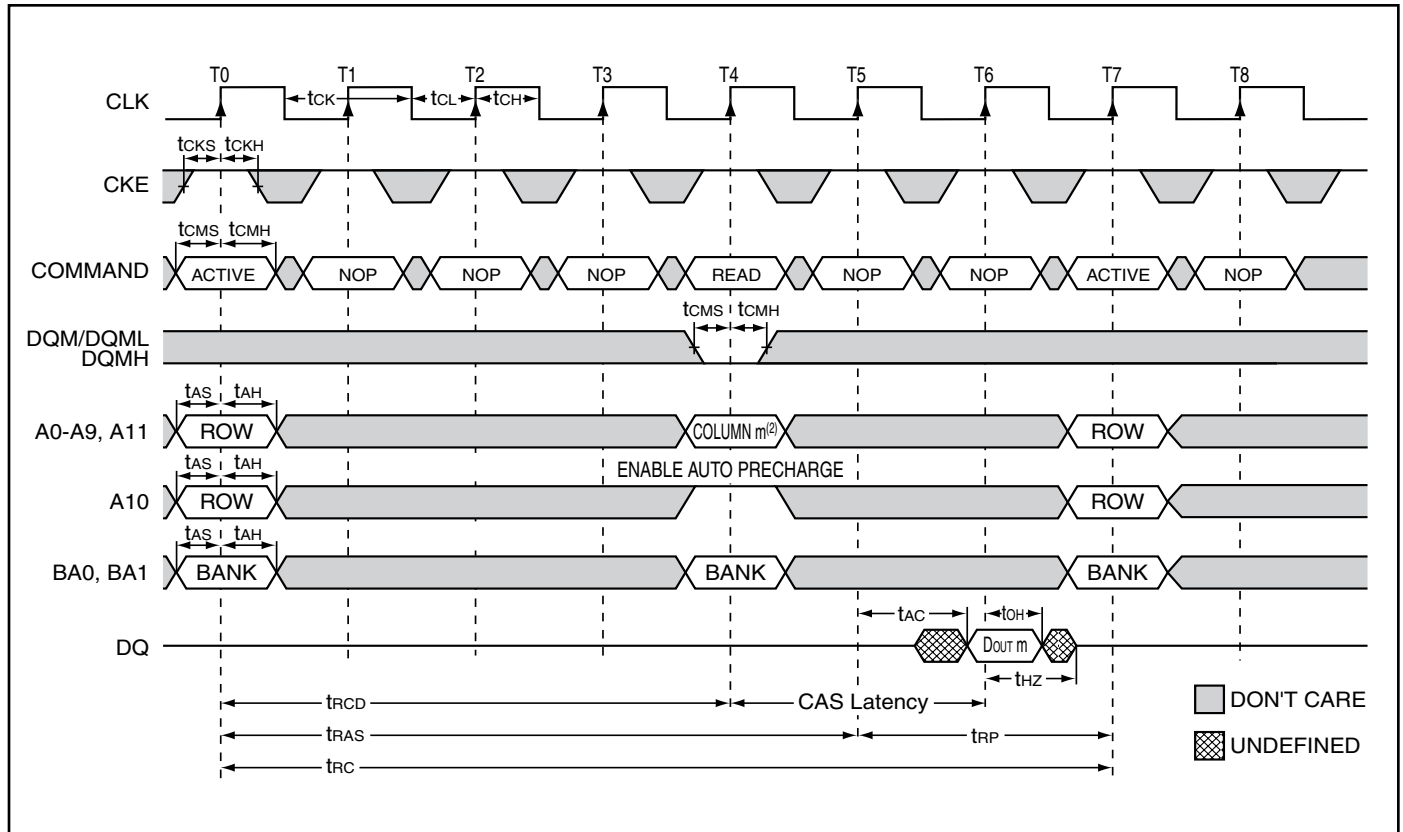 T0 T1 T2 T3 T4 T5 T6 T7 T8
CLK tCK tCL tCH
tCKS tCKH
CKE
tCMS tCMH
COMMAND ACTIVE NOP NOP NOP READ NOP NOP ACTIVE NOP
tCMS tCMH
DQM/DQML
DQMH
tAS tAH
A0-A9, A11 ROW COLUMN m(2) ROW
tAS tAH ENABLE AUTO PRECHARGE
A10 ROW ROW
tAS tAH
BA0, BA1 BANK BANK BANK
tAC tOH
DQ DOUT m
tHZ
tRCD CAS Latency
DON'T CARE
tRAS tRP
UNDEFINED
tRC